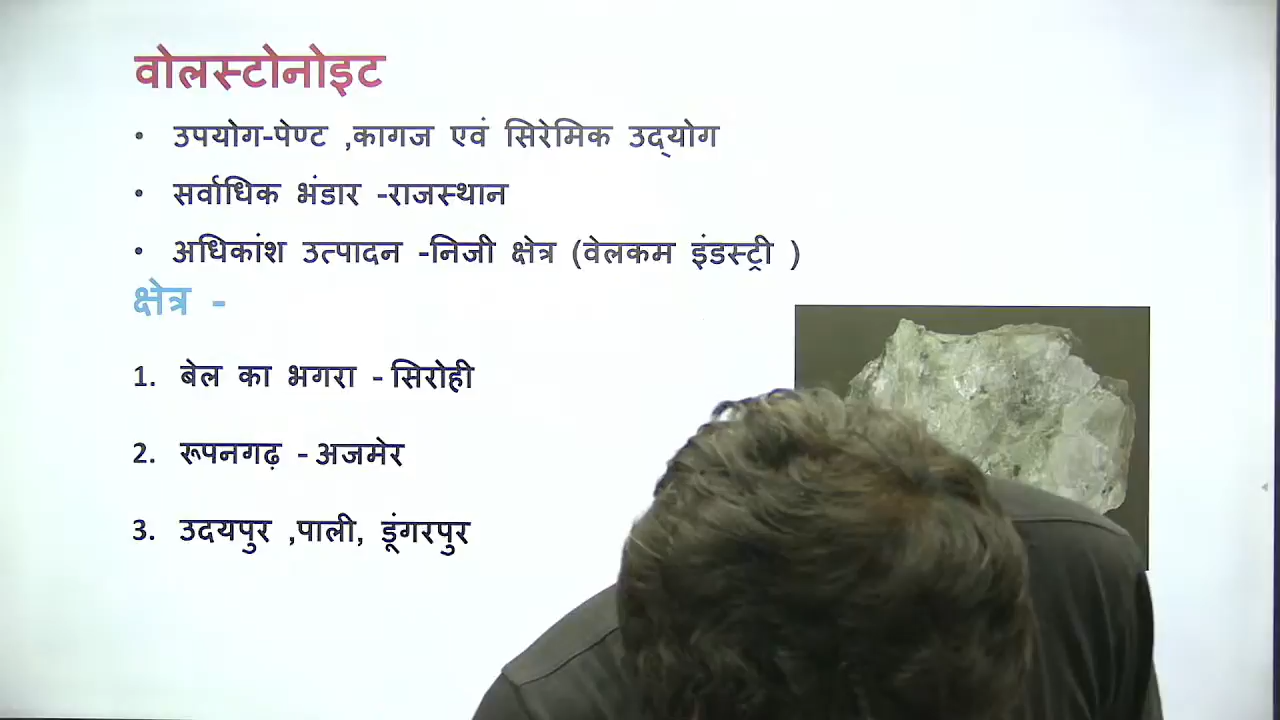 वोलस्टोनोइट
• उपयोग-पेण्ट ,कागज एवं सिरेमिक उद्योग
• सर्वाधिक भंडार -राजस्थान
• अधिकांश उत्पादन -निजी क्षेत्र (वेलकम इंडस्ट्री )
क्षेत्र -
1. बेल का भगरा - सिरोही
2. रूपनगढ़ - अजमेर
3. उदयपुर ,पाली, डूंगरपुर